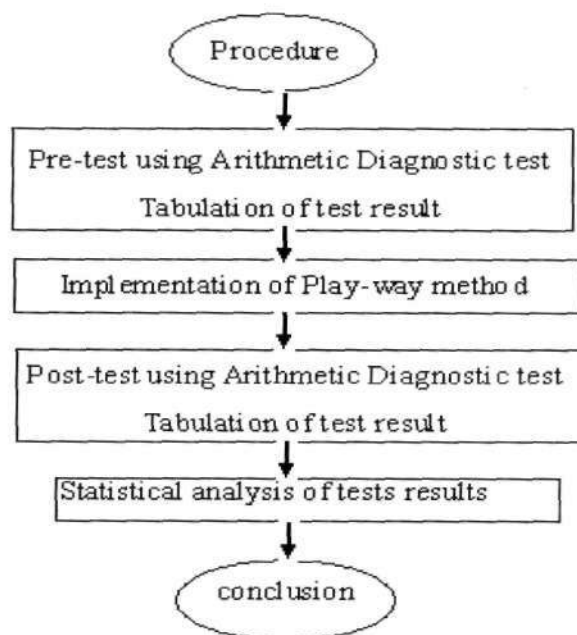 Procedure
Pre-test using Arithmetic Diagnostic test
Tabulation of test result
Implementation of Play-way method
Post-test using Arithmetic Diagnostic test
Tabulation of test result
Statistical analysis of tests results
conclusion